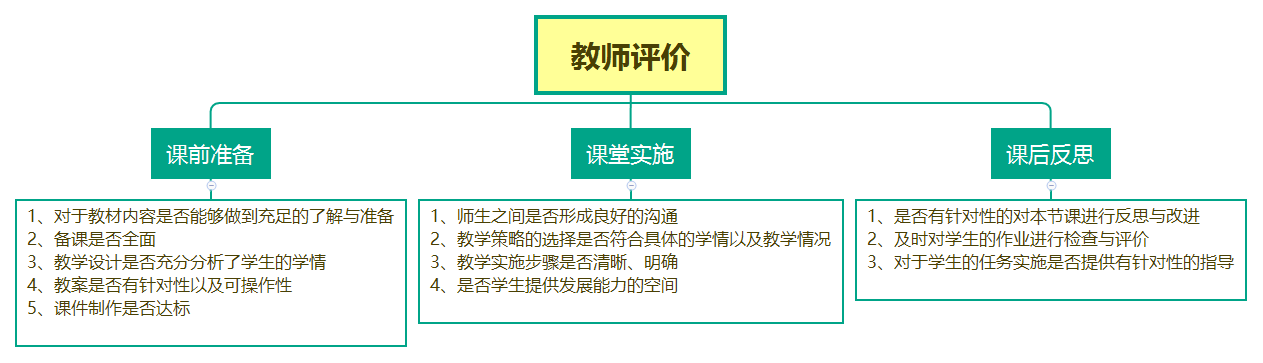 教师评价
课前准备
1、对于教材内容是否能够做到充足的了解与准备
2、备课是否全面
3、教学设计是否充分分析了学生的学情
4、教案是否有针对性以及可操作性
5、课件制作是否达标
课堂实施
1、师生之间是否形成良好的沟通
2、教学策略的选择是否符合具体的学情以及教学情况
3、教学实施步骤是否清晰、明确
4、是否学生提供发展能力的空间
课后反思
1、是否有针对性的对本节课进行反思与改进
2、及时对学生的作业进行检查与评价
3、对于学生的任务实施是否提供有针对性的指导